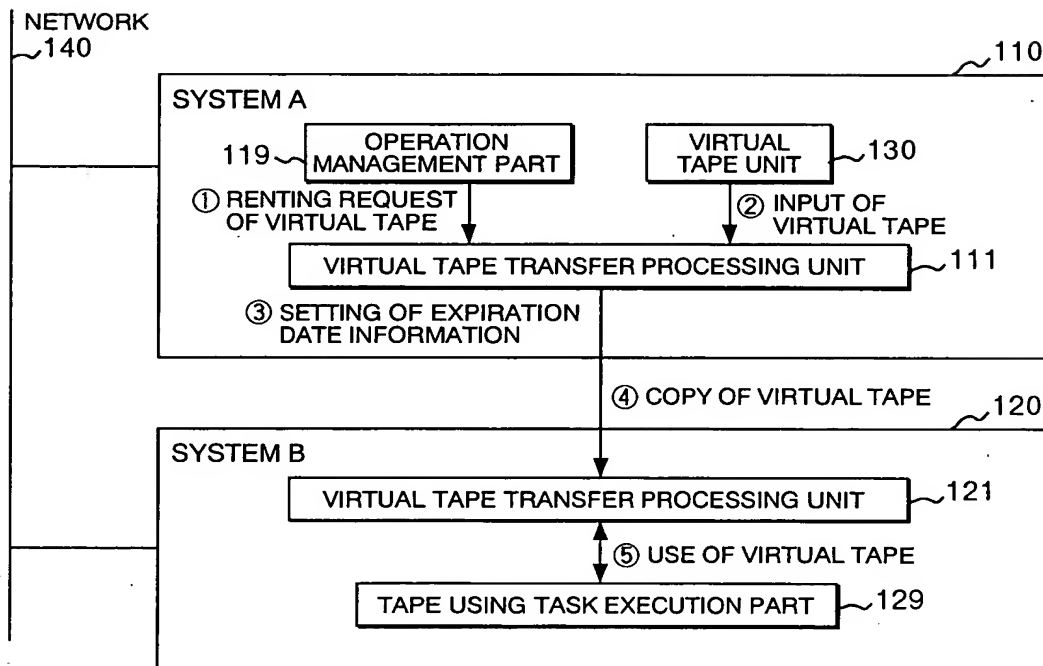 NETWORK
140
110
SYSTEM A
OPERATION
MANAGEMENT PART
119
VIRTUAL
TAPE UNIT
130
① RENTING REQUEST
OF VIRTUAL TAPE
② INPUT OF
VIRTUAL TAPE
VIRTUAL TAPE TRANSFER PROCESSING UNIT
111
③ SETTING OF EXPIRATION
DATE INFORMATION
④ COPY OF VIRTUAL TAPE
120
SYSTEM B
VIRTUAL TAPE TRANSFER PROCESSING UNIT
121
⑤ USE OF VIRTUAL TAPE
TAPE USING TASK EXECUTION PART
129